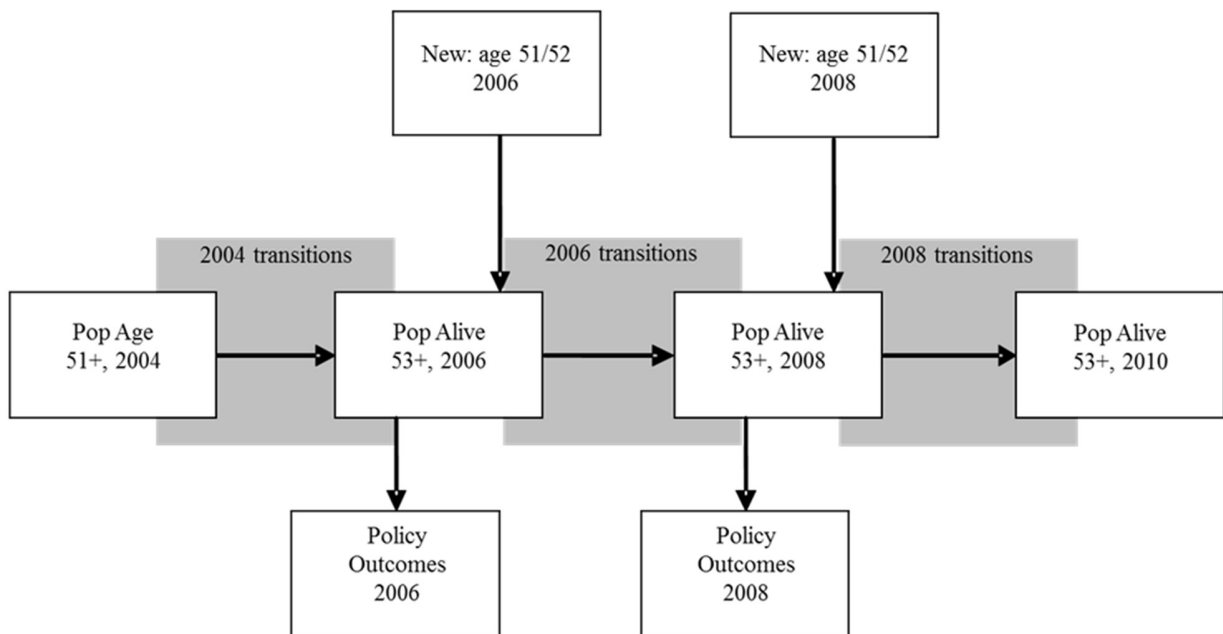 New: age 51/52
2006
New: age 51/52
2008
2004 transitions
2006 transitions
2008 transitions
Pop Age
51+, 2004
Pop Alive
53+, 2006
Pop Alive
53+, 2008
Pop Alive
53+, 2010
Policy
Outcomes
2006
Policy
Outcomes
2008